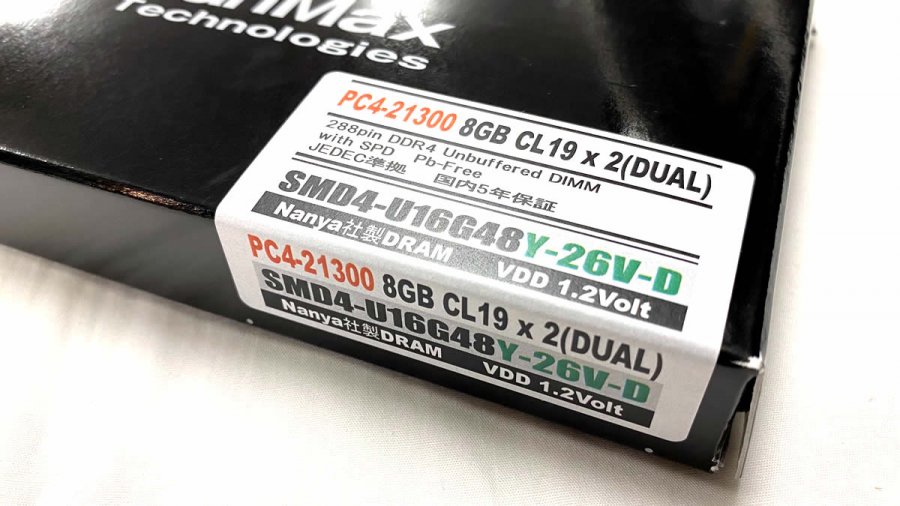 Technologies
PC4-21300 8GB CL19 x 2(DUAL)
288pin DDR4 Unbuffered DIMM
with SPD Pb-Free
JEDEC準拠 国内5年保証
SMD4-U16G48Y-26V-D
Nanya社製DRAM VDD 1.2Volt
PC4-21300 8GB CL19 x 2(DUAL)
SMD4-U16G48Y-26V-D
Nanya社製DRAM VDD 1.2Volt